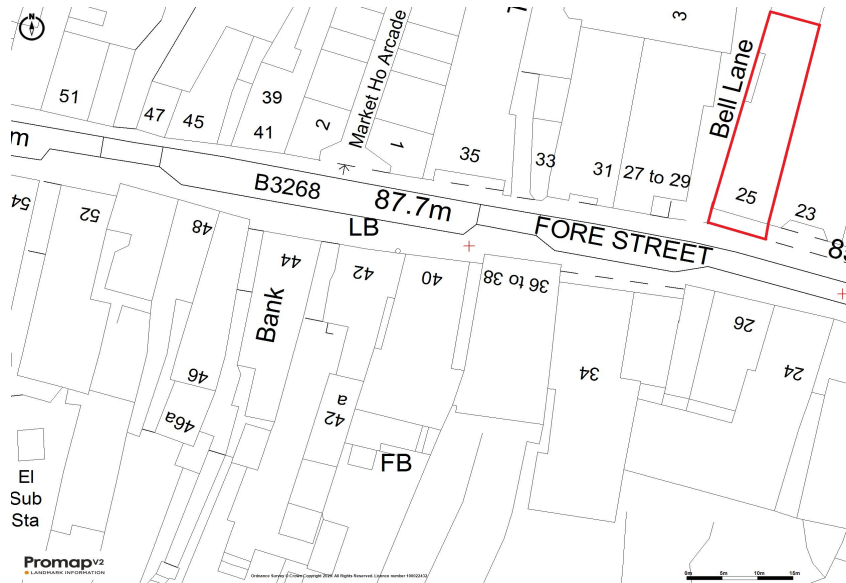 N
3
51
47
45
39
41
2
Market Ho Arcade
1
35
33
31
27 to 29
Bell Lane
25
23
m
B3268
87.7m
FORE STREET
LB
54
52
48
44
Bank
42
40
36 to 38
34
26
24
46
46a
42
a
FB
El
Sub
Sta
Promap V2
LANDMARK INFORMATION
0m
5m
10m
15m